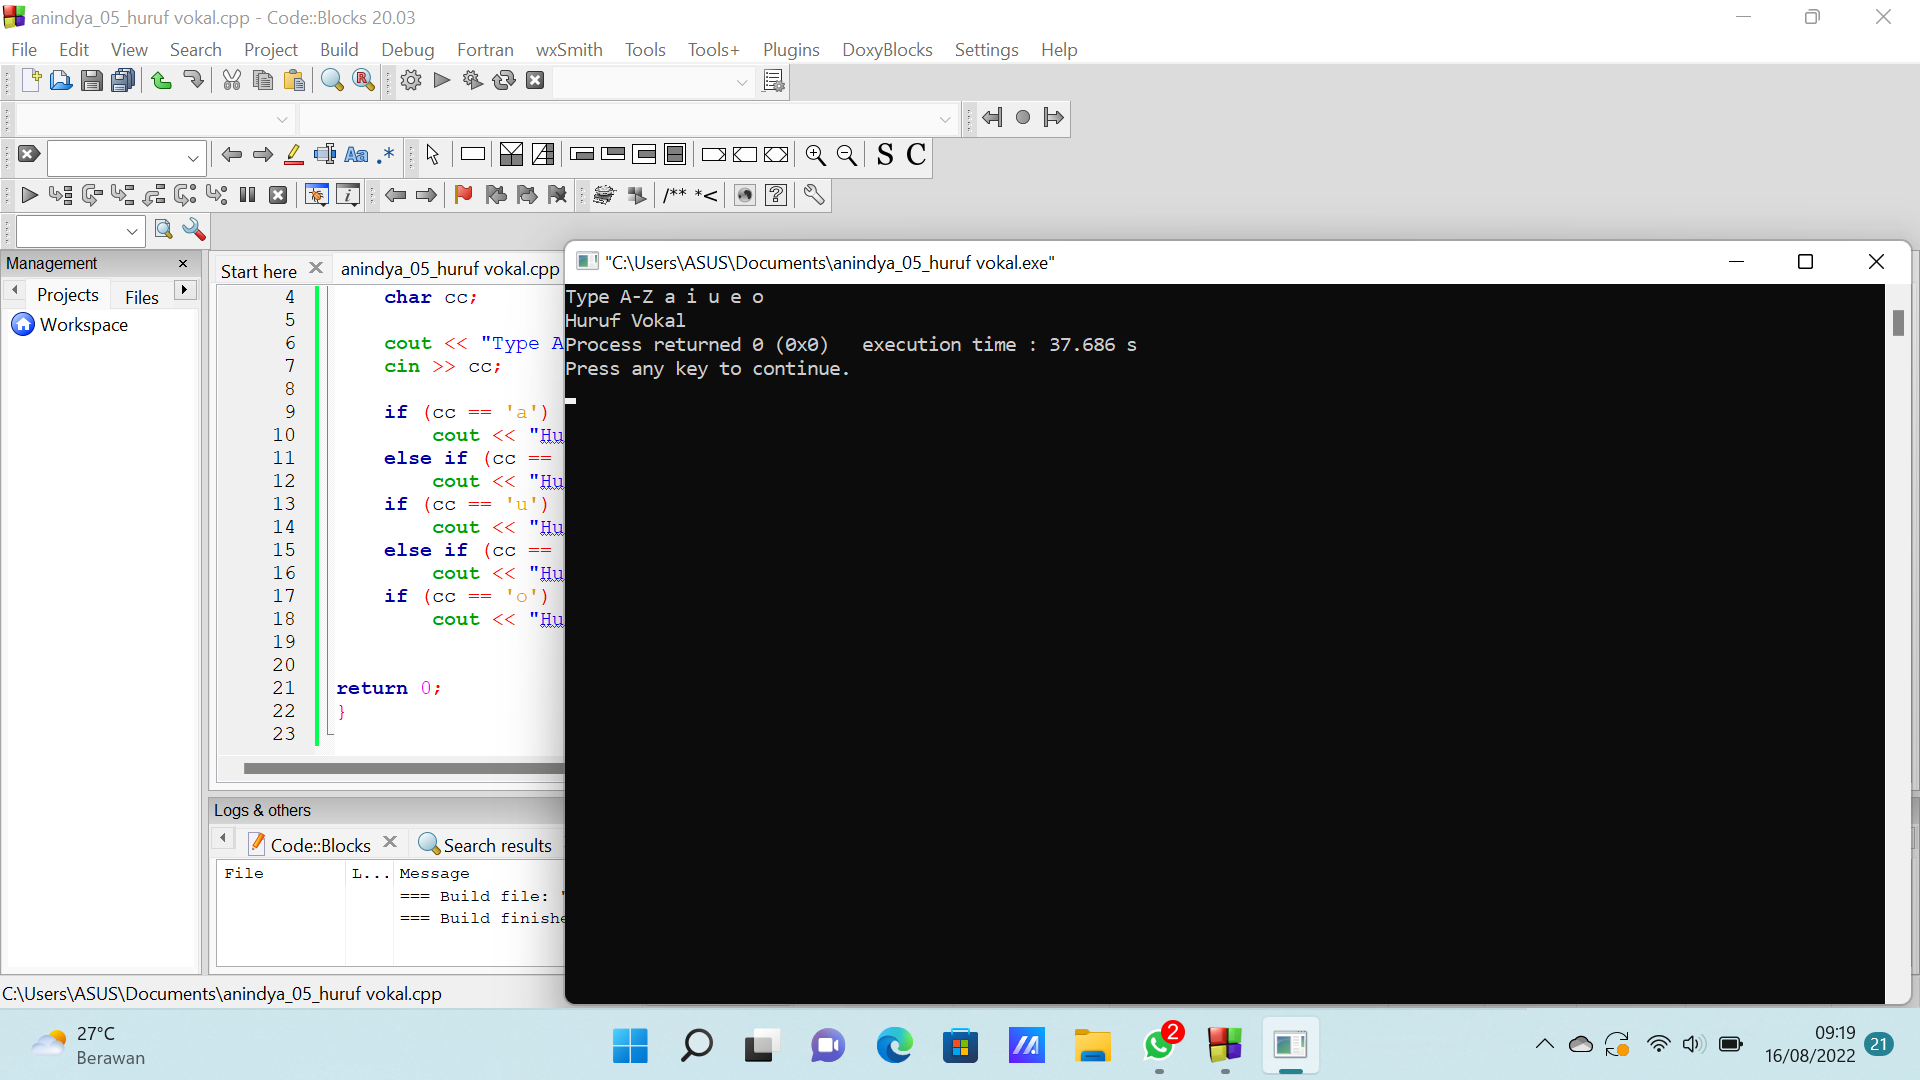 anindya_05_huruf vokal.cpp - Code::Blocks 20.03
File Edit View Search Project Build Debug Fortran wxSmith Tools Tools+ Plugins DoxyBlocks Settings Help
Aa .*
S C
/** *<
Management
Projects Files
Workspace
Start here anindya_05_huruf vokal.cpp
4 char cc;
5
6 cout << "Type A
7 cin >> cc;
8
9 if (cc == 'a')
10 cout << "Hu
11 else if (cc ==
12 cout << "Hu
13 if (cc == 'u')
14 cout << "Hu
15 else if (cc ==
16 cout << "Hu
17 if (cc == 'o')
18 cout << "Hu
19
20
21 return 0;
22 }
23
"C:\Users\ASUS\Documents\anindya_05_huruf vokal.exe"
Type A-Z a i u e o
Huruf Vokal
Process returned 0 (0x0)   execution time : 37.686 s
Press any key to continue.
Logs & others
Code::Blocks Search results
File L... Message
=== Build file: "
=== Build finishe
C:\Users\ASUS\Documents\anindya_05_huruf vokal.cpp
27°C
Berawan
2
09:19
16/08/2022
21